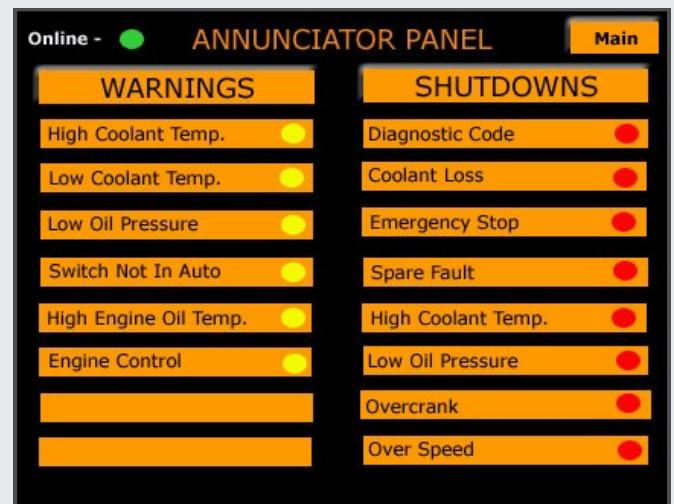 Online - ANNUNCIATOR PANEL Main
WARNINGS
High Coolant Temp.
Low Coolant Temp.
Low Oil Pressure
Switch Not In Auto
High Engine Oil Temp.
Engine Control
SHUTDOWNS
Diagnostic Code
Coolant Loss
Emergency Stop
Spare Fault
High Coolant Temp.
Low Oil Pressure
Overcrank
Over Speed